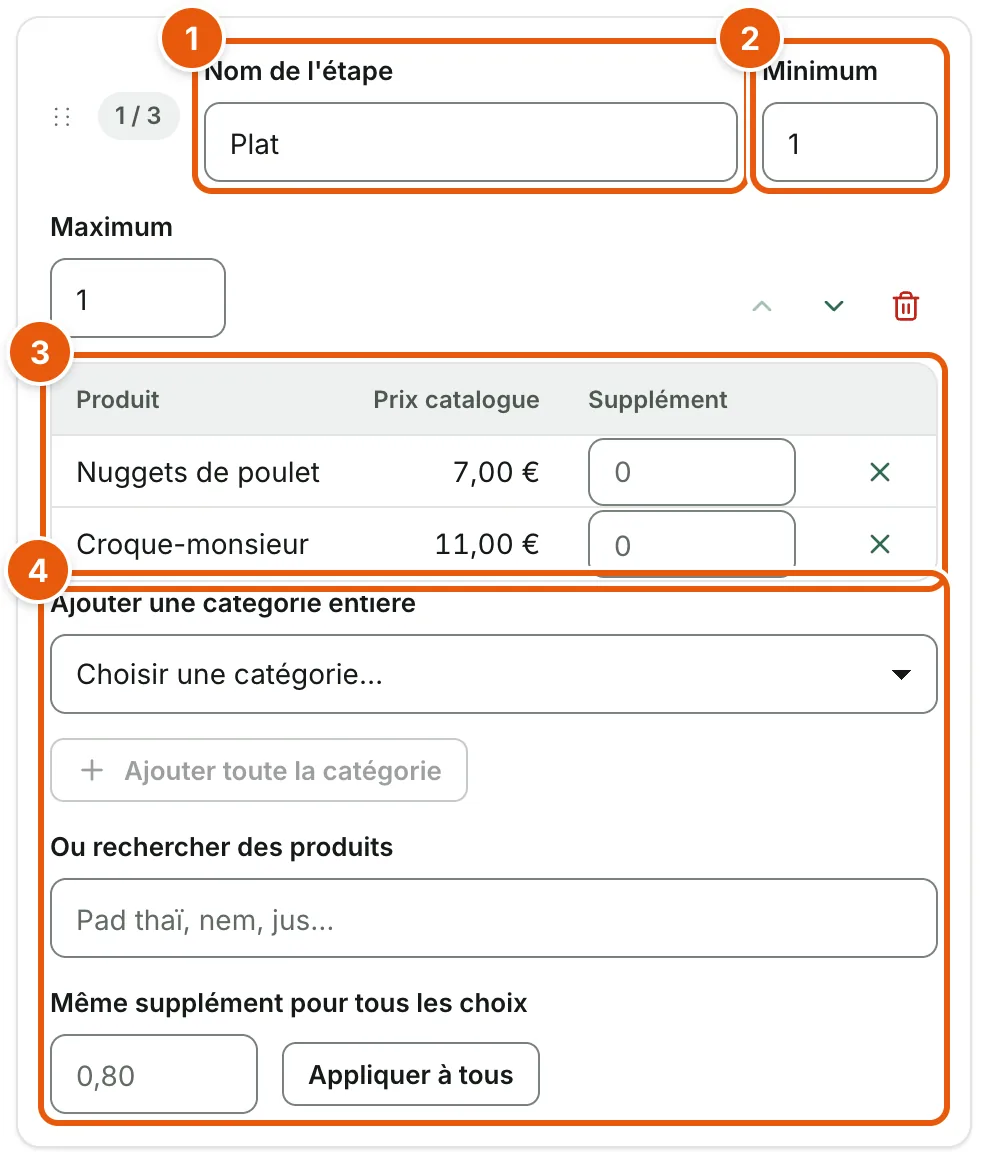 1
2
Nom de l'étape
Minimum
1 / 3
Plat
1
Maximum
1
3
Produit Prix catalogue Supplément
Nuggets de poulet 7,00 € 0
Croque-monsieur 11,00 € 0
4
Ajouter une catégorie entière
Choisir une catégorie...
+ Ajouter toute la catégorie
Ou rechercher des produits
Pad thaï, nem, jus...
Même supplément pour tous les choix
0,80
Appliquer à tous